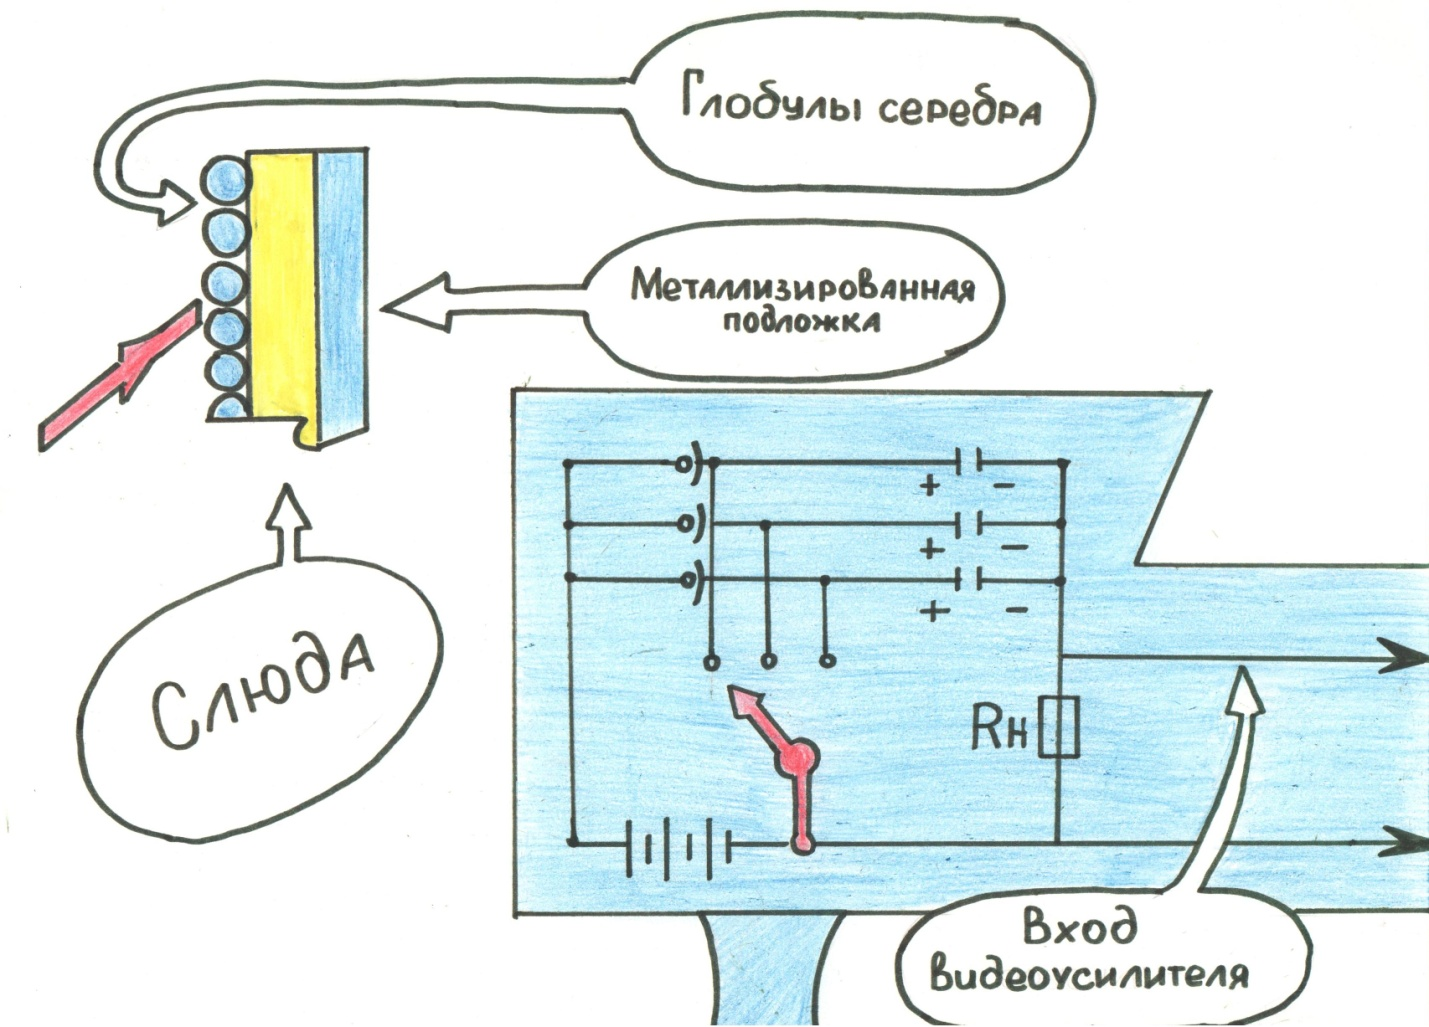 Глобулы серебра
Металлизированная
подложка
Слюда
+ −
+ −
+ −
Rн
Вход
видеоусилителя